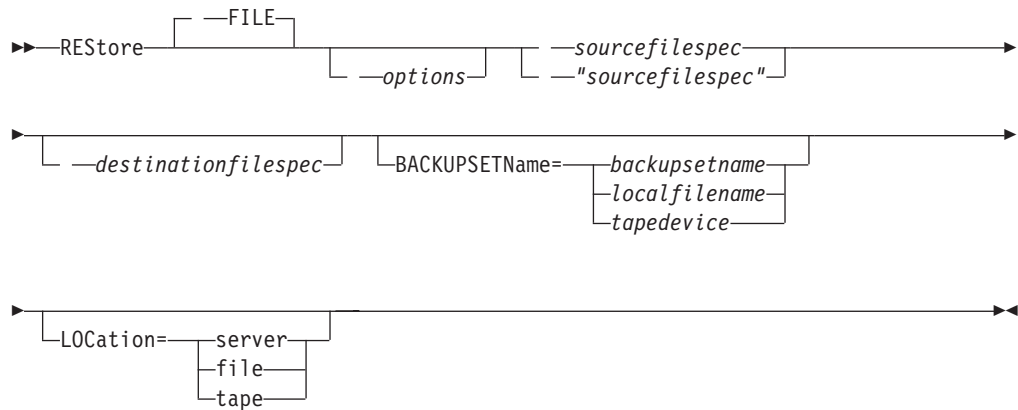 FILE
REStore
options
sourcefilespec
"sourcefilespec"
destinationfilespec
BACKUPSETName=
backupsetname
localfilename
tapedevice
LOCation=
server
file
tape